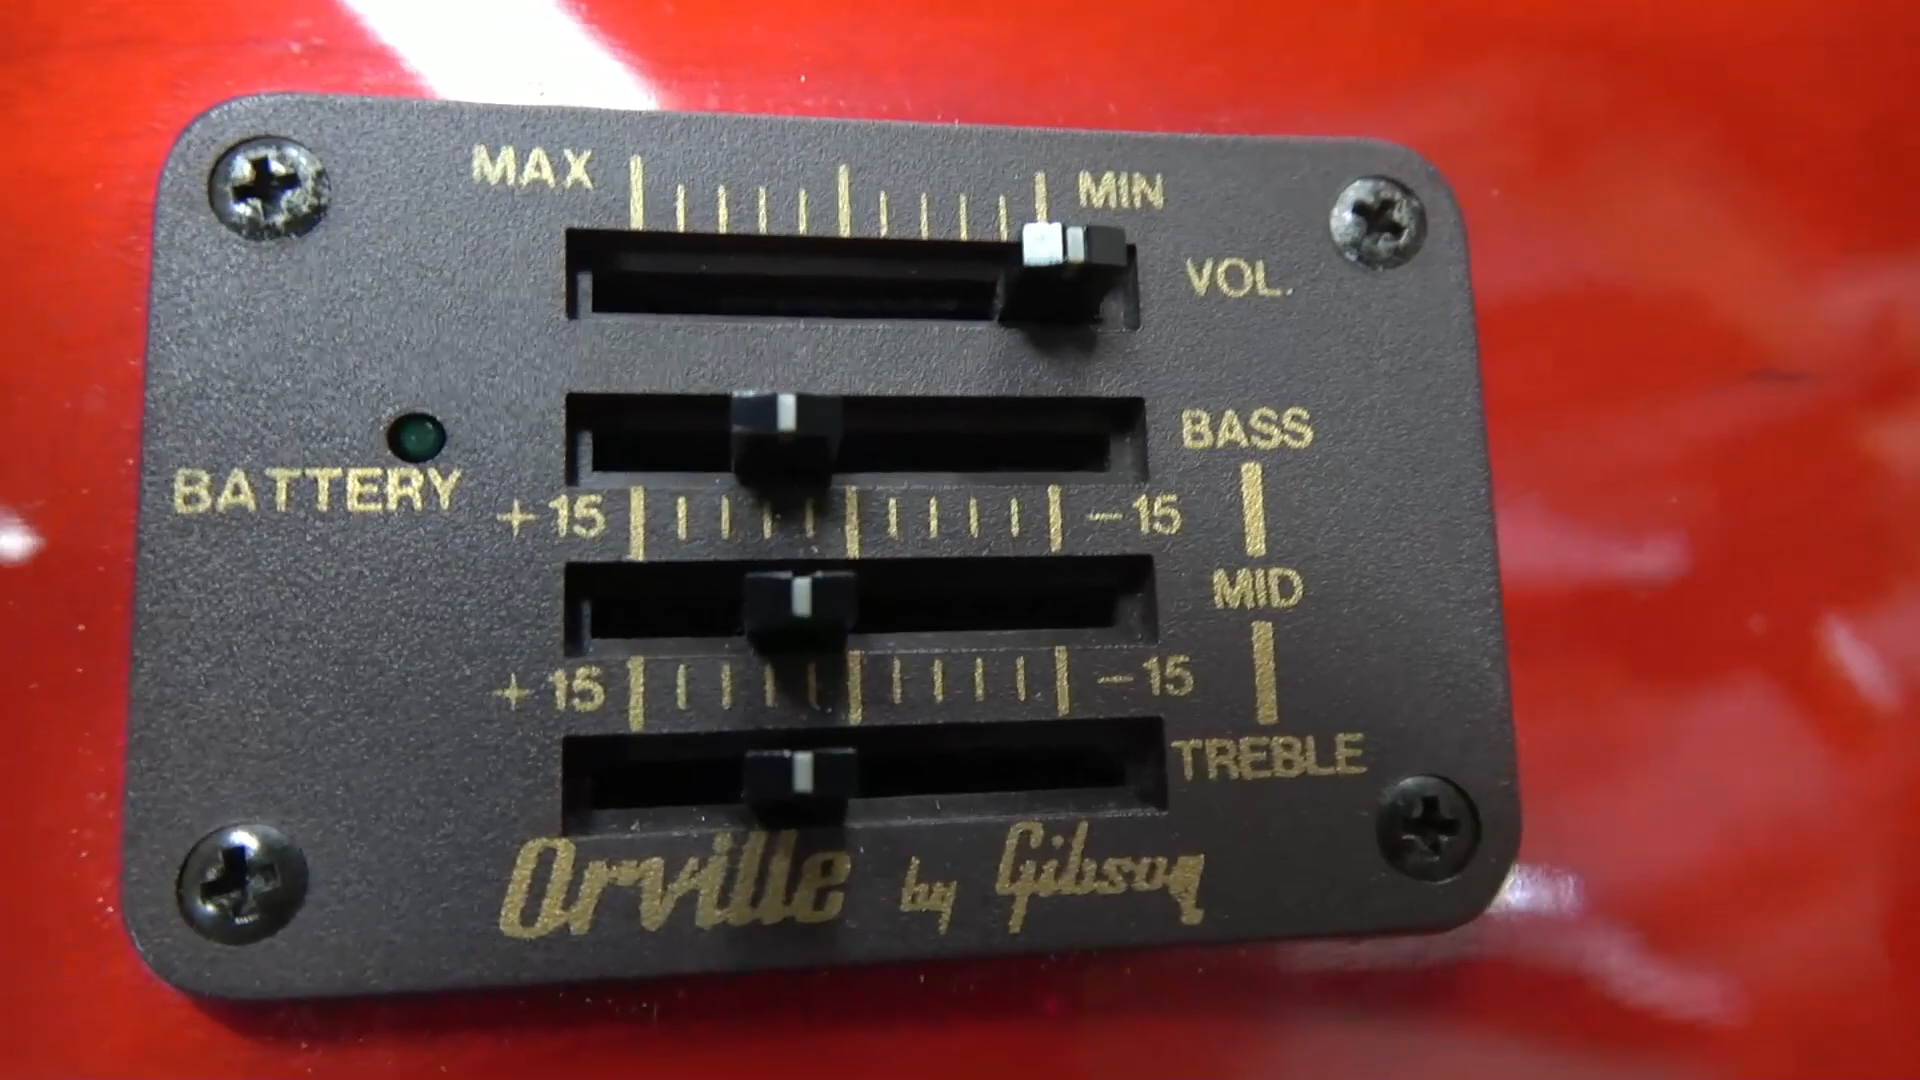 MAX MIN
VOL.
BASS
BATTERY
+15 -15
MID
+15 -15
TREBLE
Orville by Gibson